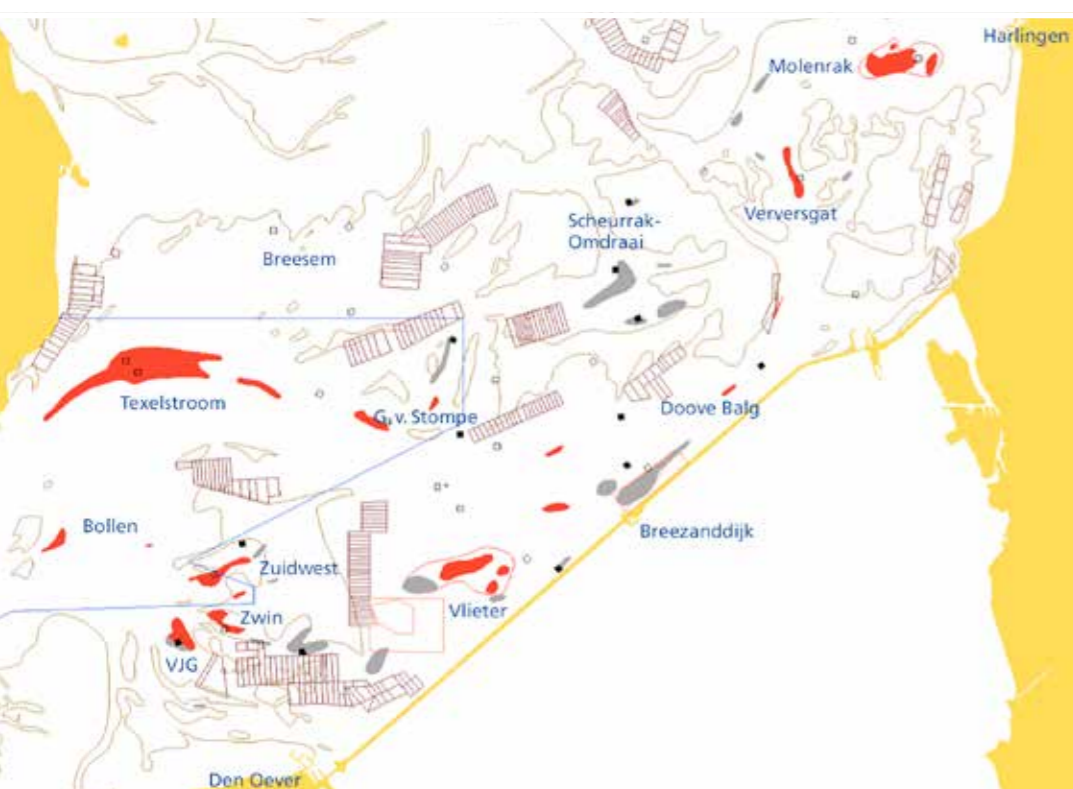 Harlingen
Molenrak
Scheurrak-
Omdraai
Verversgat
Breesem
Texelstroom
G. v. Stompe
Doove Balg
Bollen
Breezanddijk
Zuidwest
Zwin
Vlieter
VJG
Den Oever